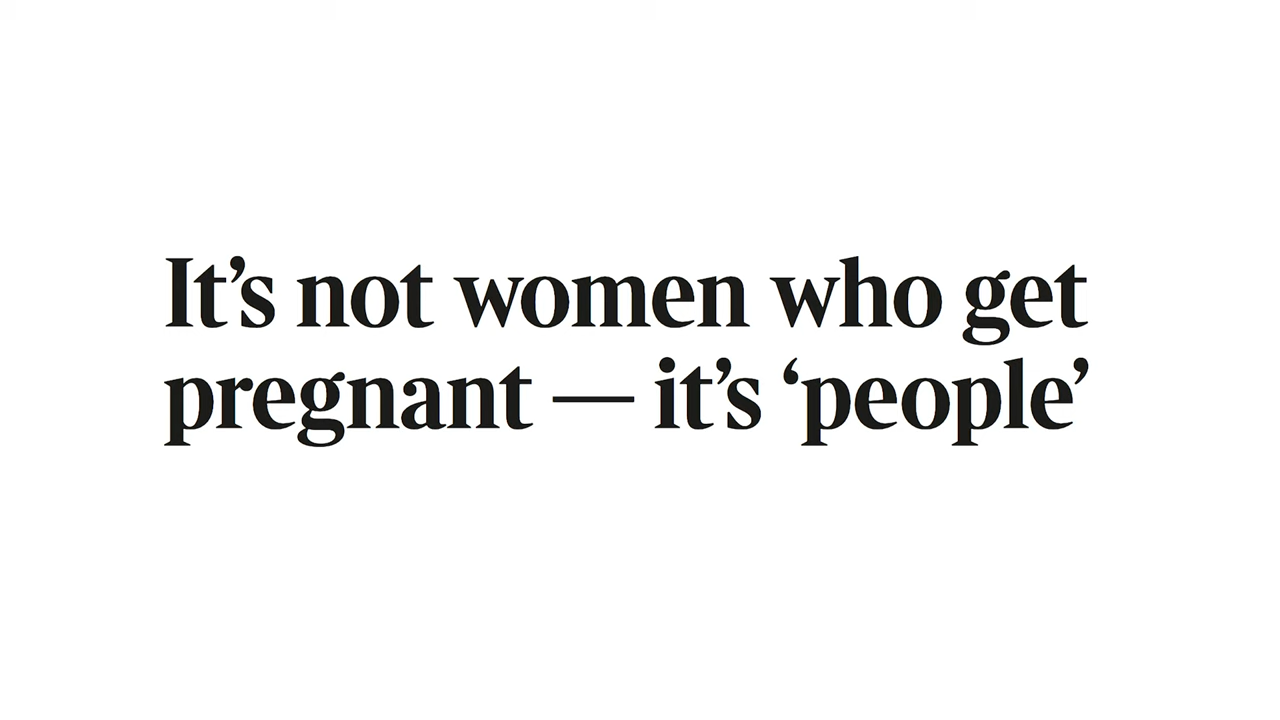 It’s not women who get
pregnant — it’s ‘people’